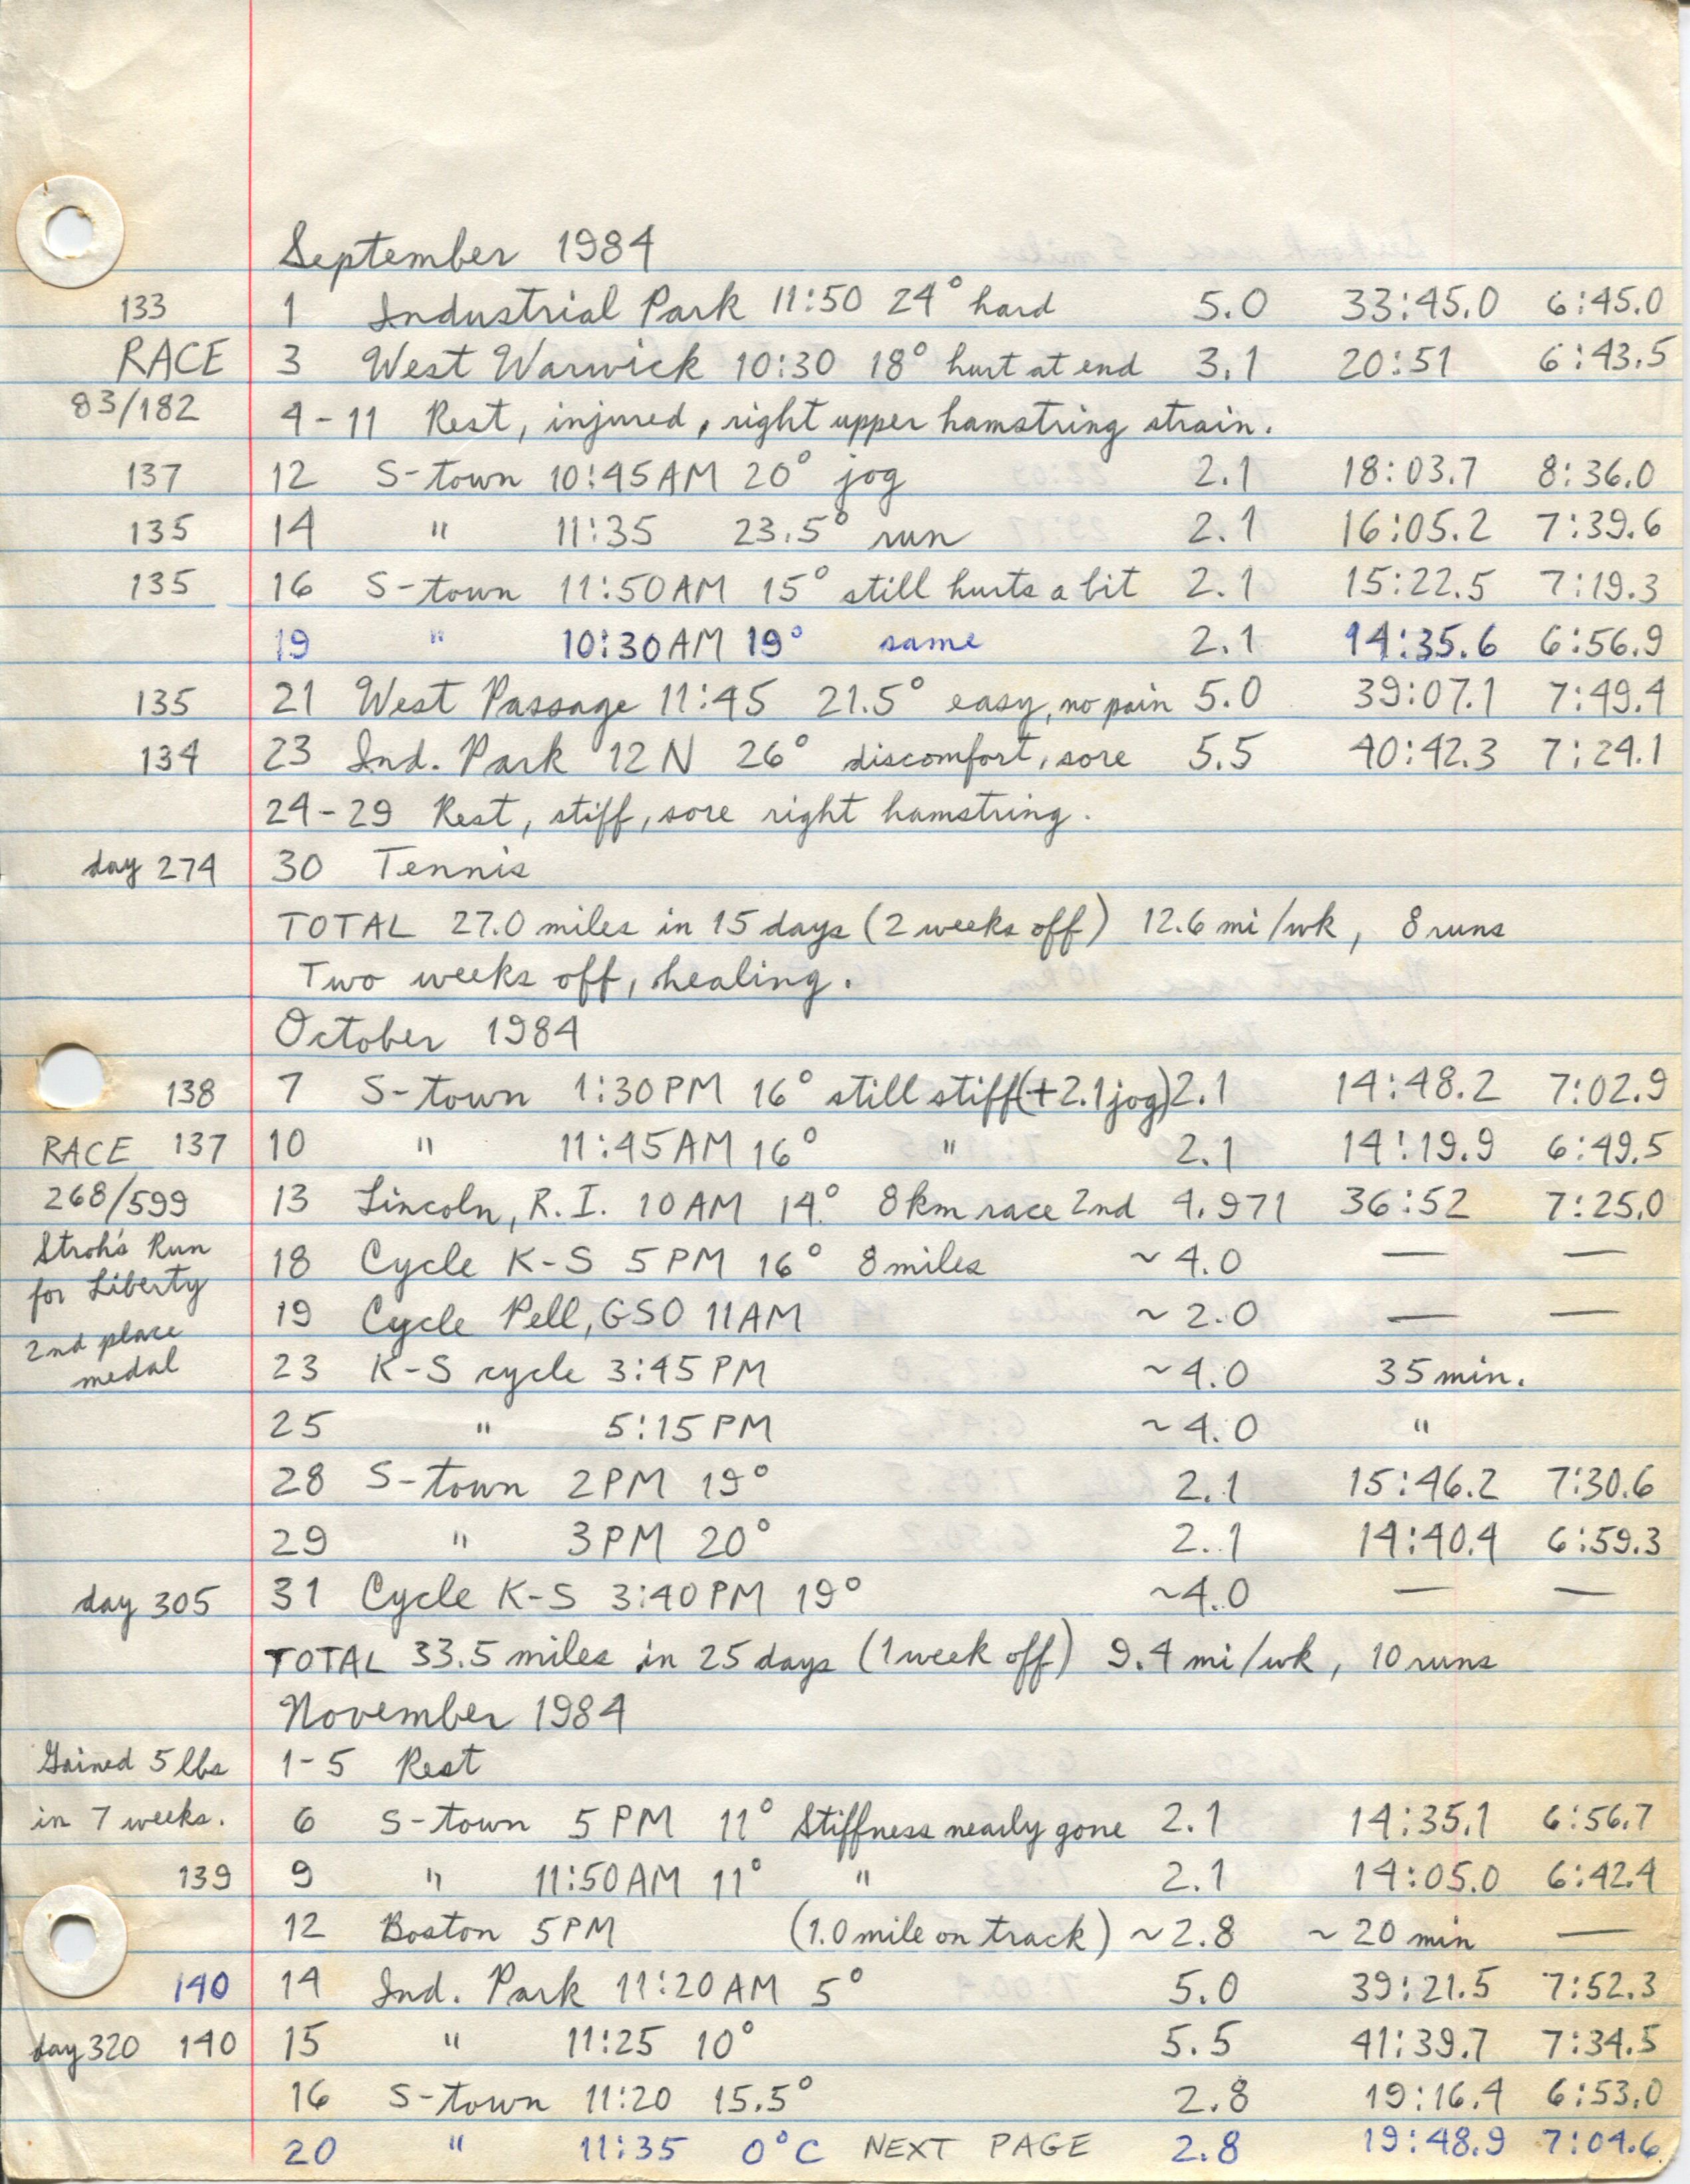 September 1984
133 1 Industrial Park 11:50 24° hard 5.0 33:45.0 6:45.0
RACE 3 West Warwick 10:30 18° hurt at end 3.1 20:51 6:43.5
83/182 4-11 Rest, injured, right upper hamstring strain.
137 12 S-town 10:45AM 20° jog 2.1 18:03.7 8:36.0
135 14 " 11:35 23.5° run 2.1 16:05.2 7:39.6
135 16 S-town 11:50AM 15° still hurts a bit 2.1 15:22.5 7:19.3
19 " 10:30AM 19° same 2.1 14:35.6 6:56.9
135 21 West Passage 11:45 21.5° easy, no pain 5.0 39:07.1 7:49.4
134 23 Ind. Park 12N 26° discomfort, sore 5.5 40:42.3 7:24.1
24-29 Rest, stiff, sore right hamstring.
day 274 30 Tennis
TOTAL 27.0 miles in 15 days (2 weeks off) 12.6 mi/wk, 8 runs
Two weeks off, healing.
October 1984
138 7 S-town 1:30PM 16° still stiff (+2.1 jog) 2.1 14:48.2 7:02.9
RACE 137 10 " 11:45AM 16° " 2.1 14:19.9 6:49.5
268/599 13 Lincoln, R.I. 10AM 14° 8km race 2nd 4.971 36:52 7:25.0
Stroh's Run 18 Cycle K-S 5PM 16° 8 miles ~4.0 — —
for Liberty 19 Cycle Pell, GSO 11AM ~2.0 — —
2nd place
medal 23 K-S cycle 3:45PM ~4.0 35 min.
25 " 5:15PM ~4.0 "
28 S-town 2PM 19° 2.1 15:46.2 7:30.6
29 " 3PM 20° 2.1 14:40.4 6:59.3
day 305 31 Cycle K-S 3:40PM 19° ~4.0 — —
TOTAL 33.5 miles in 25 days (1 week off) 9.4 mi/wk, 10 runs
November 1984
Gained 5 lbs 1-5 Rest
in 7 weeks. 6 S-town 5PM 11° Stiffness nearly gone 2.1 14:35.1 6:56.7
139 9 " 11:50AM 11° " 2.1 14:05.0 6:42.4
12 Boston 5PM (1.0 mile on track) ~2.8 ~20 min —
140 14 Ind. Park 11:20AM 5° 5.0 39:21.5 7:52.3
day 320 140 15 " 11:25 10° 5.5 41:39.7 7:34.5
16 S-town 11:20 15.5° 2.8 19:16.4 6:53.0
20 " 11:35 0°C NEXT PAGE 2.8 19:48.9 7:04.6